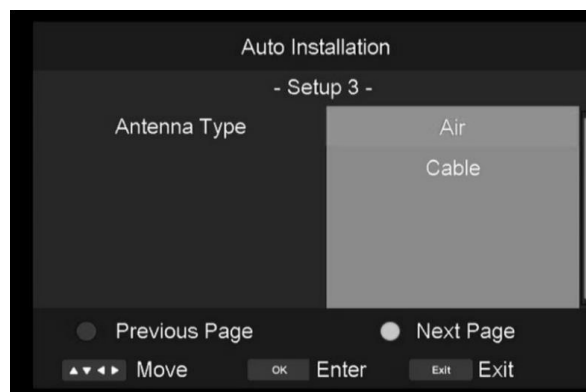 Auto Installation
- Setup 3 -
Antenna Type
Air
Cable
Previous Page
Next Page
▲▼◀▶ Move OK Enter Exit Exit